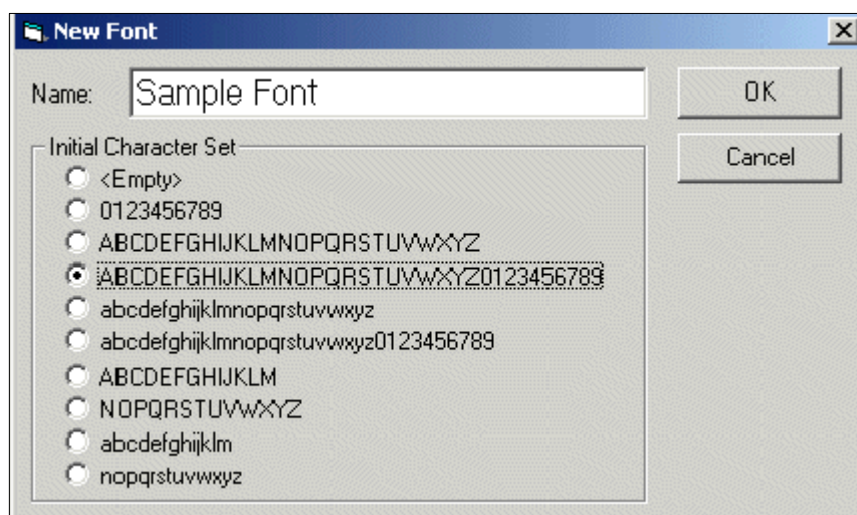 New Font
Name: Sample Font
OK
Initial Character Set
Cancel
<Empty>
0123456789
ABCDEFGHIJKLMNOPQRSTUVWXYZ
ABCDEFGHIJKLMNOPQRSTUVWXYZ0123456789
abcdefghijklmnopqrstuvwxyz
abcdefghijklmnopqrstuvwxyz0123456789
ABCDEFGHIJKLM
NOPQRSTUVWXYZ
abcdefghijklm
nopqrstuvwxyz